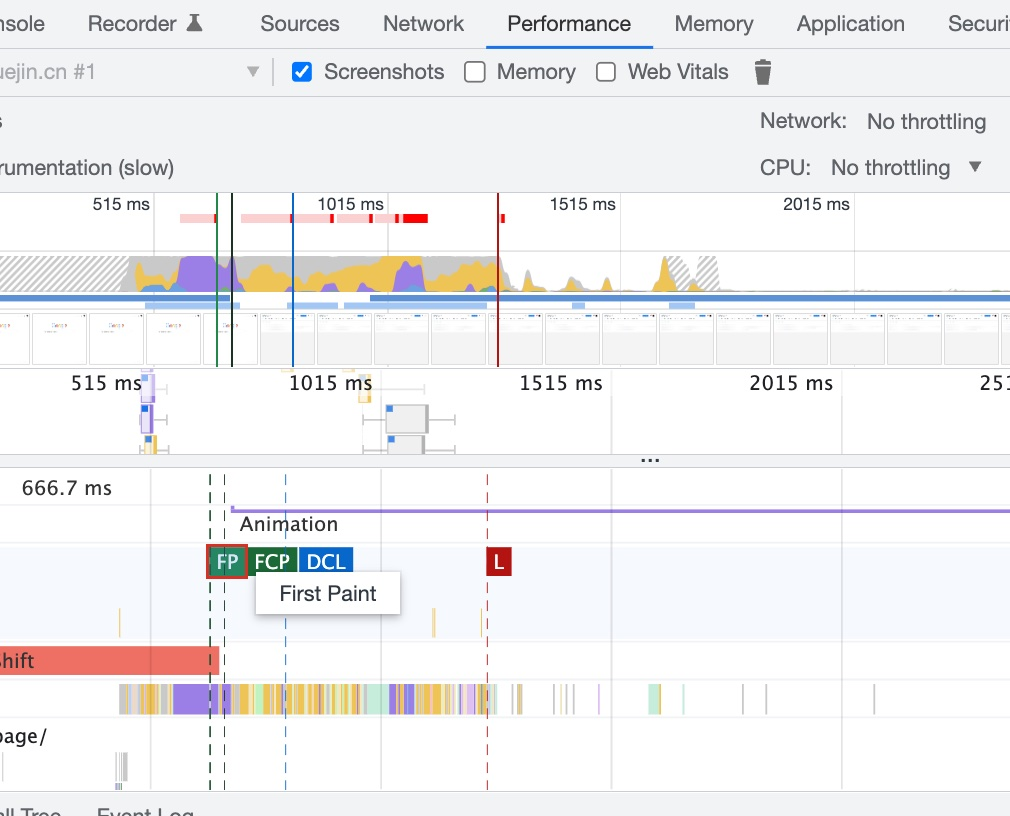 nsole Recorder Sources Network Performance Memory Application Securi
uejin.cn #1 Screenshots Memory Web Vitals
s Network: No throttling
rumentation (slow) CPU: No throttling
515 ms 1015 ms 1515 ms 2015 ms
515 ms 1015 ms 1515 ms 2015 ms 251
...
666.7 ms
Animation
FP FCP DCL L
First Paint
hift
page/
all Tree Event Log